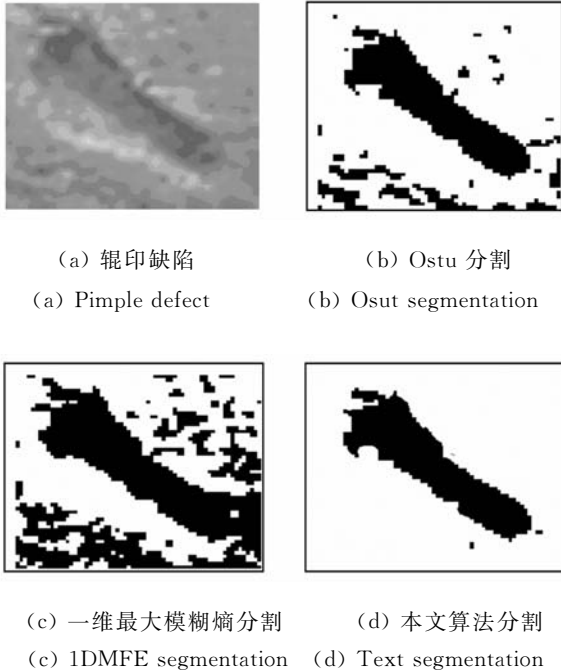 (a) 辊印缺陷
(b) Ostu 分割
(a) Pimple defect
(b) Osut segmentation
(c) 一维最大模糊熵分割
(d) 本文算法分割
(c) 1DMFE segmentation
(d) Text segmentation